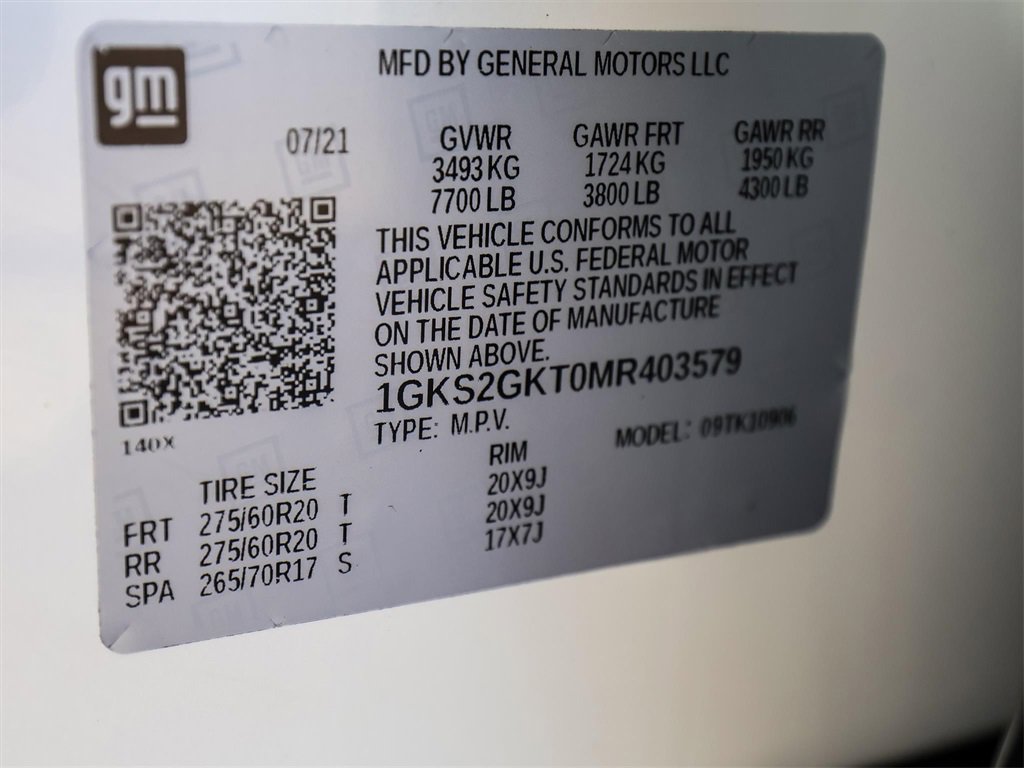 gm
MFD BY GENERAL MOTORS LLC
07/21
GVWR GAWR FRT GAWR RR
3493 KG 1724 KG 1950 KG
7700 LB 3800 LB 4300 LB
THIS VEHICLE CONFORMS TO ALL
APPLICABLE U.S. FEDERAL MOTOR
VEHICLE SAFETY STANDARDS IN EFFECT
ON THE DATE OF MANUFACTURE
SHOWN ABOVE.
1GKS2GKT0MR403579
140X
TYPE: M.P.V. MODEL: 09TK10906
TIRE SIZE RIM
FRT 275/60R20 T 20X9J
RR 275/60R20 T 20X9J
SPA 265/70R17 S 17X7J